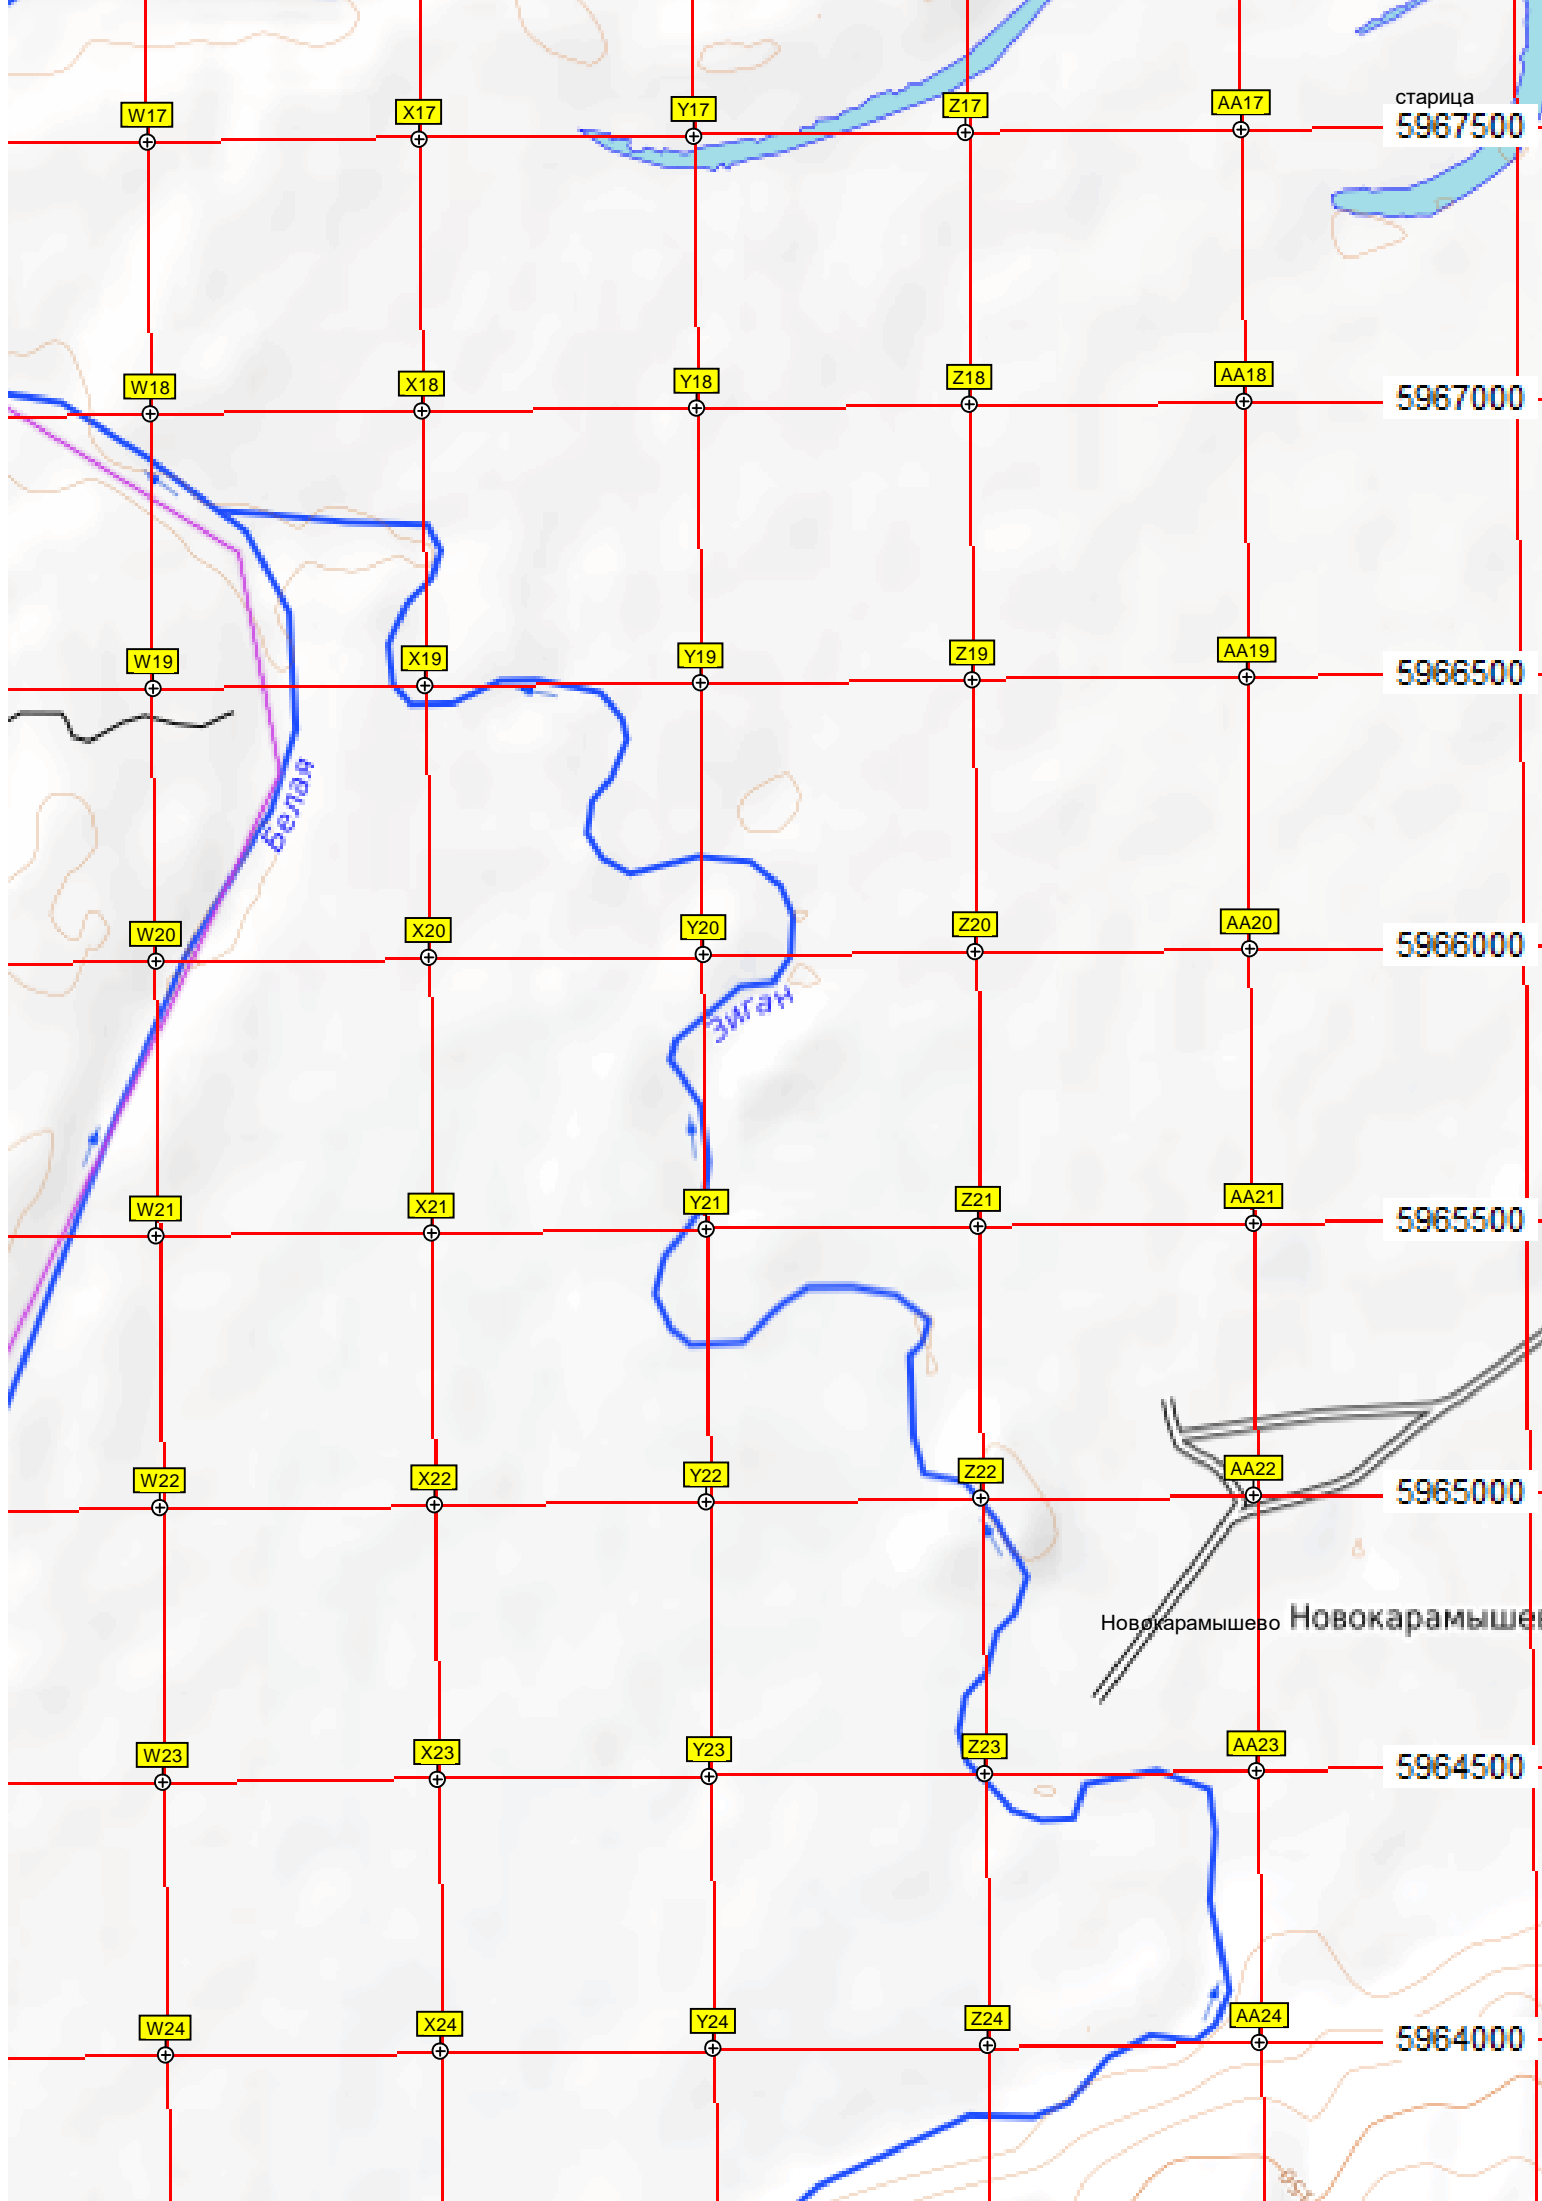 старица
W17 X17 Y17 Z17 AA17 5967500
W18 X18 Y18 Z18 AA18 5967000
W19 X19 Y19 Z19 AA19 5966500
Белая
W20 X20 Y20 Z20 AA20 5966000
Зиган
W21 X21 Y21 Z21 AA21 5965500
W22 X22 Y22 Z22 AA22 5965000
Новокарамышево Новокарамышев
W23 X23 Y23 Z23 AA23 5964500
W24 X24 Y24 Z24 AA24 5964000